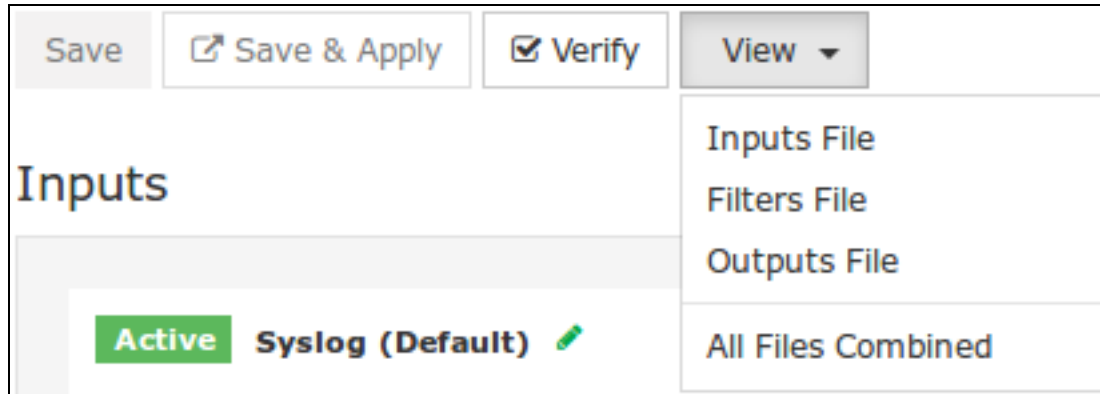 Save Save & Apply Verify View
Inputs File
Inputs
Filters File
Outputs File
Active Syslog (Default)
All Files Combined